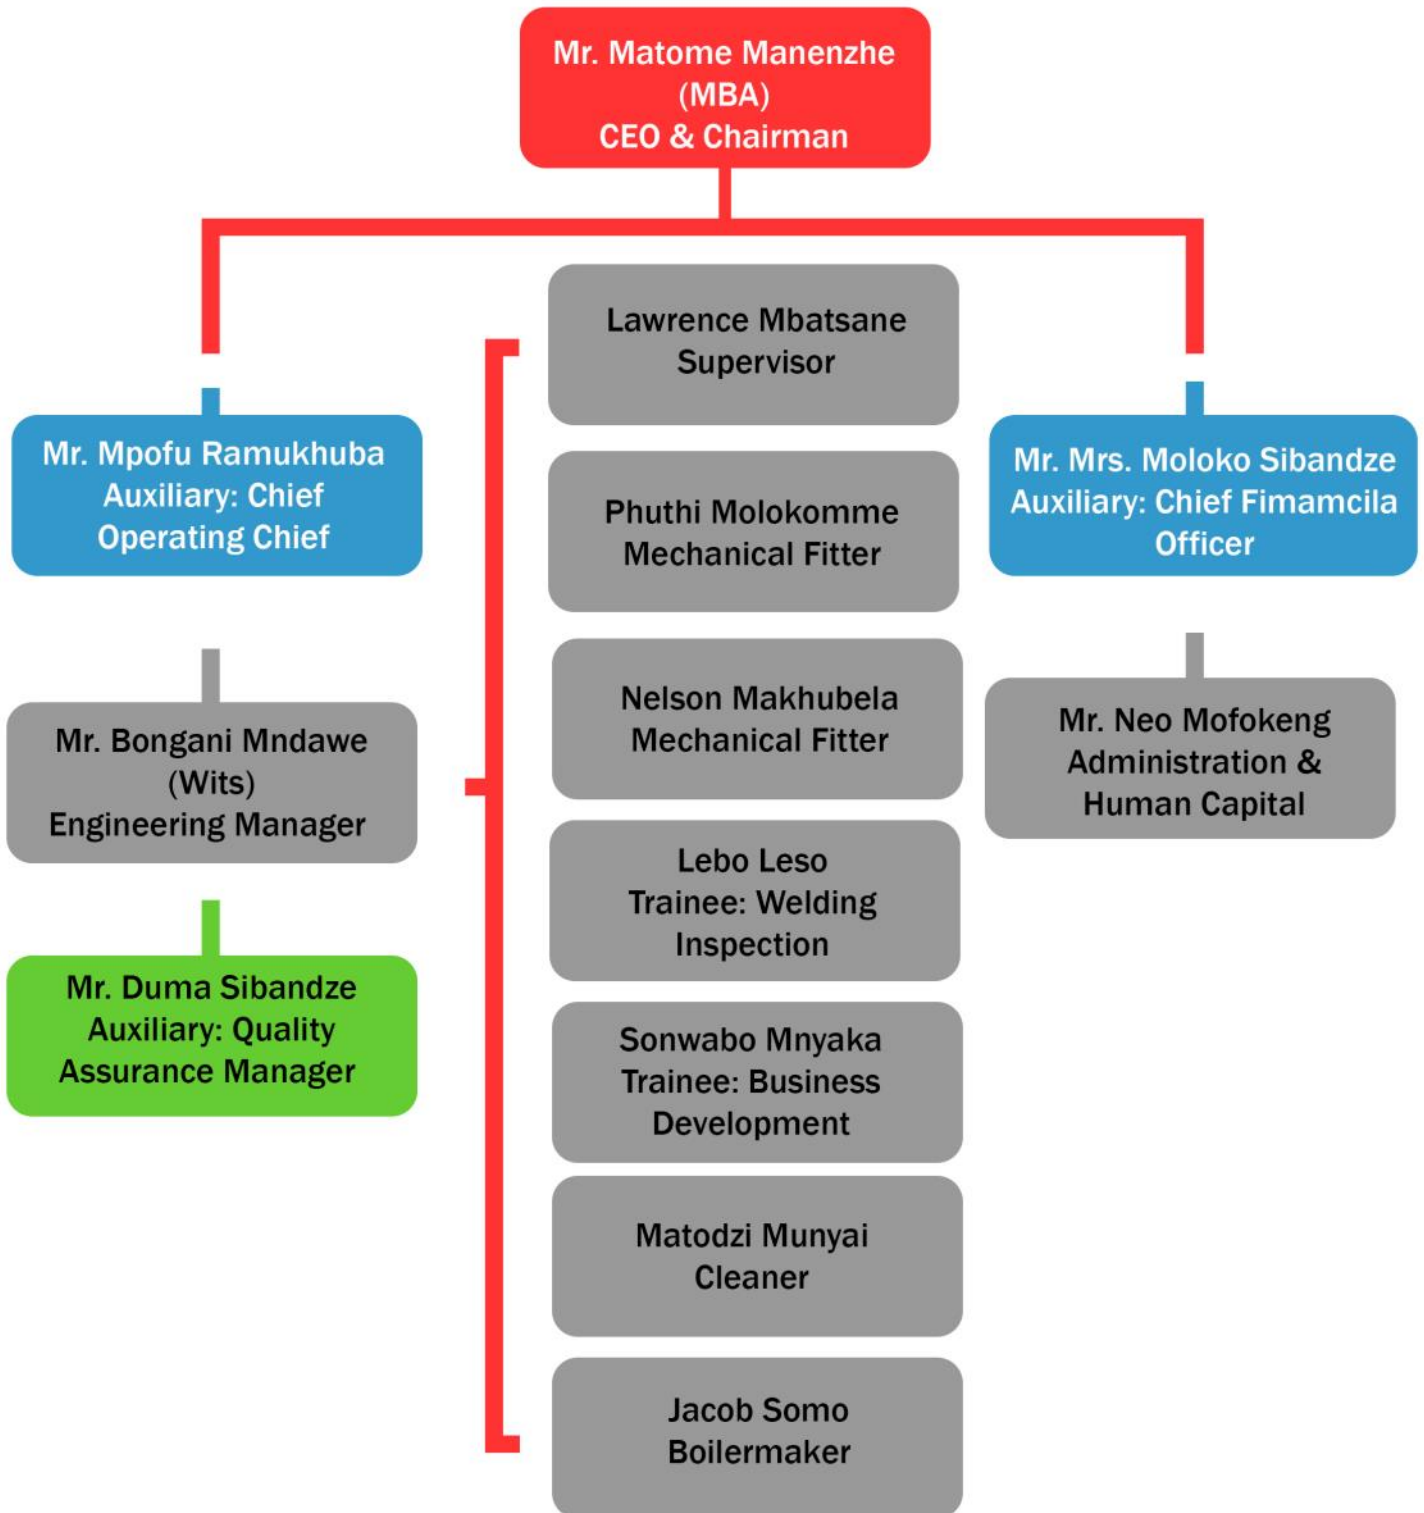 Mr. Matome Manenzhe
(MBA)
CEO & Chairman
Mr. Mpofu Ramukhuba
Auxiliary: Chief
Operating Chief
Mr. Bongani Mndawe
(Wits)
Engineering Manager
Mr. Duma Sibandze
Auxiliary: Quality
Assurance Manager
Lawrence Mbatsane
Supervisor
Phuthi Molokomme
Mechanical Fitter
Nelson Makhubela
Mechanical Fitter
Lebo Leso
Trainee: Welding
Inspection
Sonwabo Mnyaka
Trainee: Business
Development
Matodzi Munyai
Cleaner
Jacob Somo
Boilermaker
Mr. Mrs. Moloko Sibandze
Auxiliary: Chief Fimamcila
Officer
Mr. Neo Mofokeng
Administration &
Human Capital